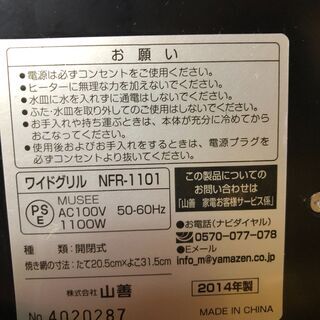 お願い
●電源は必ずコンセントをご使用ください。
●ヒーターに無理な力を加えないでください。
●水皿に水を入れずに通電はしないでください。
●ふた・水皿を取り外してのご使用はおやめください。
●お手入れや持ち運ぶときは、本体が充分に冷めてから
おこなってください。
●使用後とお手入れをするときは、電源プラグを
必ずコンセントより抜いてください。
ワイドグリル NFR-1101
PS
E
MUSEE
AC100V 50-60Hz
1100W
形式:開閉式
焼き網の寸法:たて20.5×よこ31.5cm
株式会社 山善
No 4020287
この製品についての
お問い合わせは
「山善 家電お客様サービス係」
●お電話(ナビダイヤル)
0570-077-078
●Eメール
info_m@yamazen.co.jp
2014年製
MADE IN CHINA